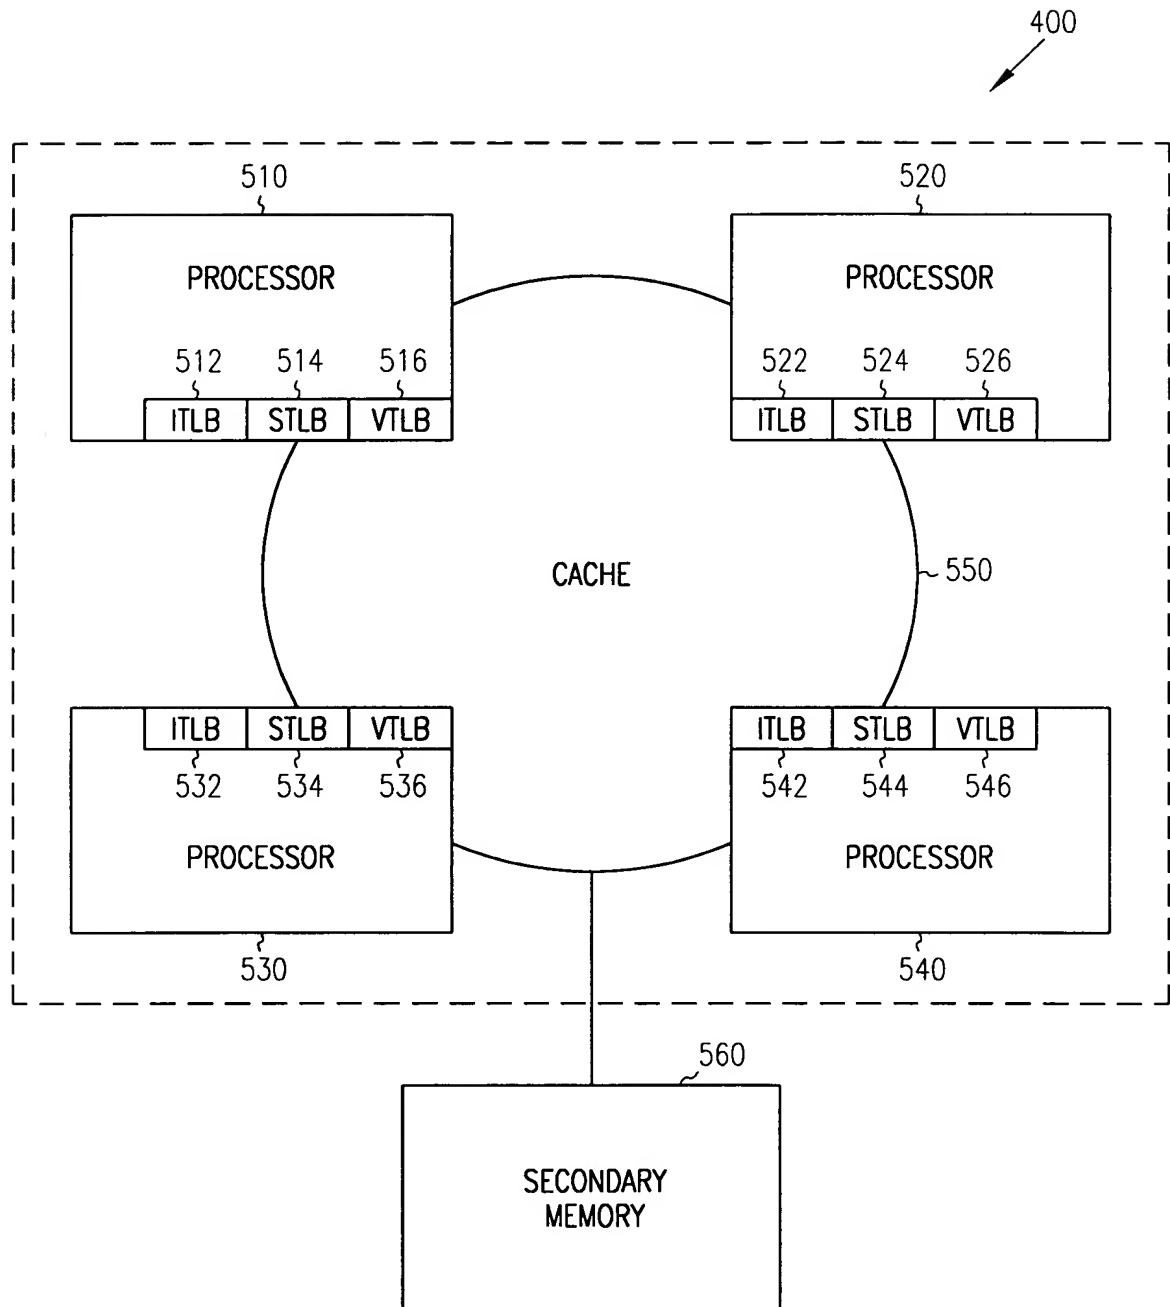 400
510
520
PROCESSOR
PROCESSOR
512 514 516
522 524 526
ITLB STLB VTLB
ITLB STLB VTLB
CACHE
550
ITLB STLB VTLB
ITLB STLB VTLB
532 534 536
542 544 546
PROCESSOR
PROCESSOR
530
540
560
SECONDARY
MEMORY